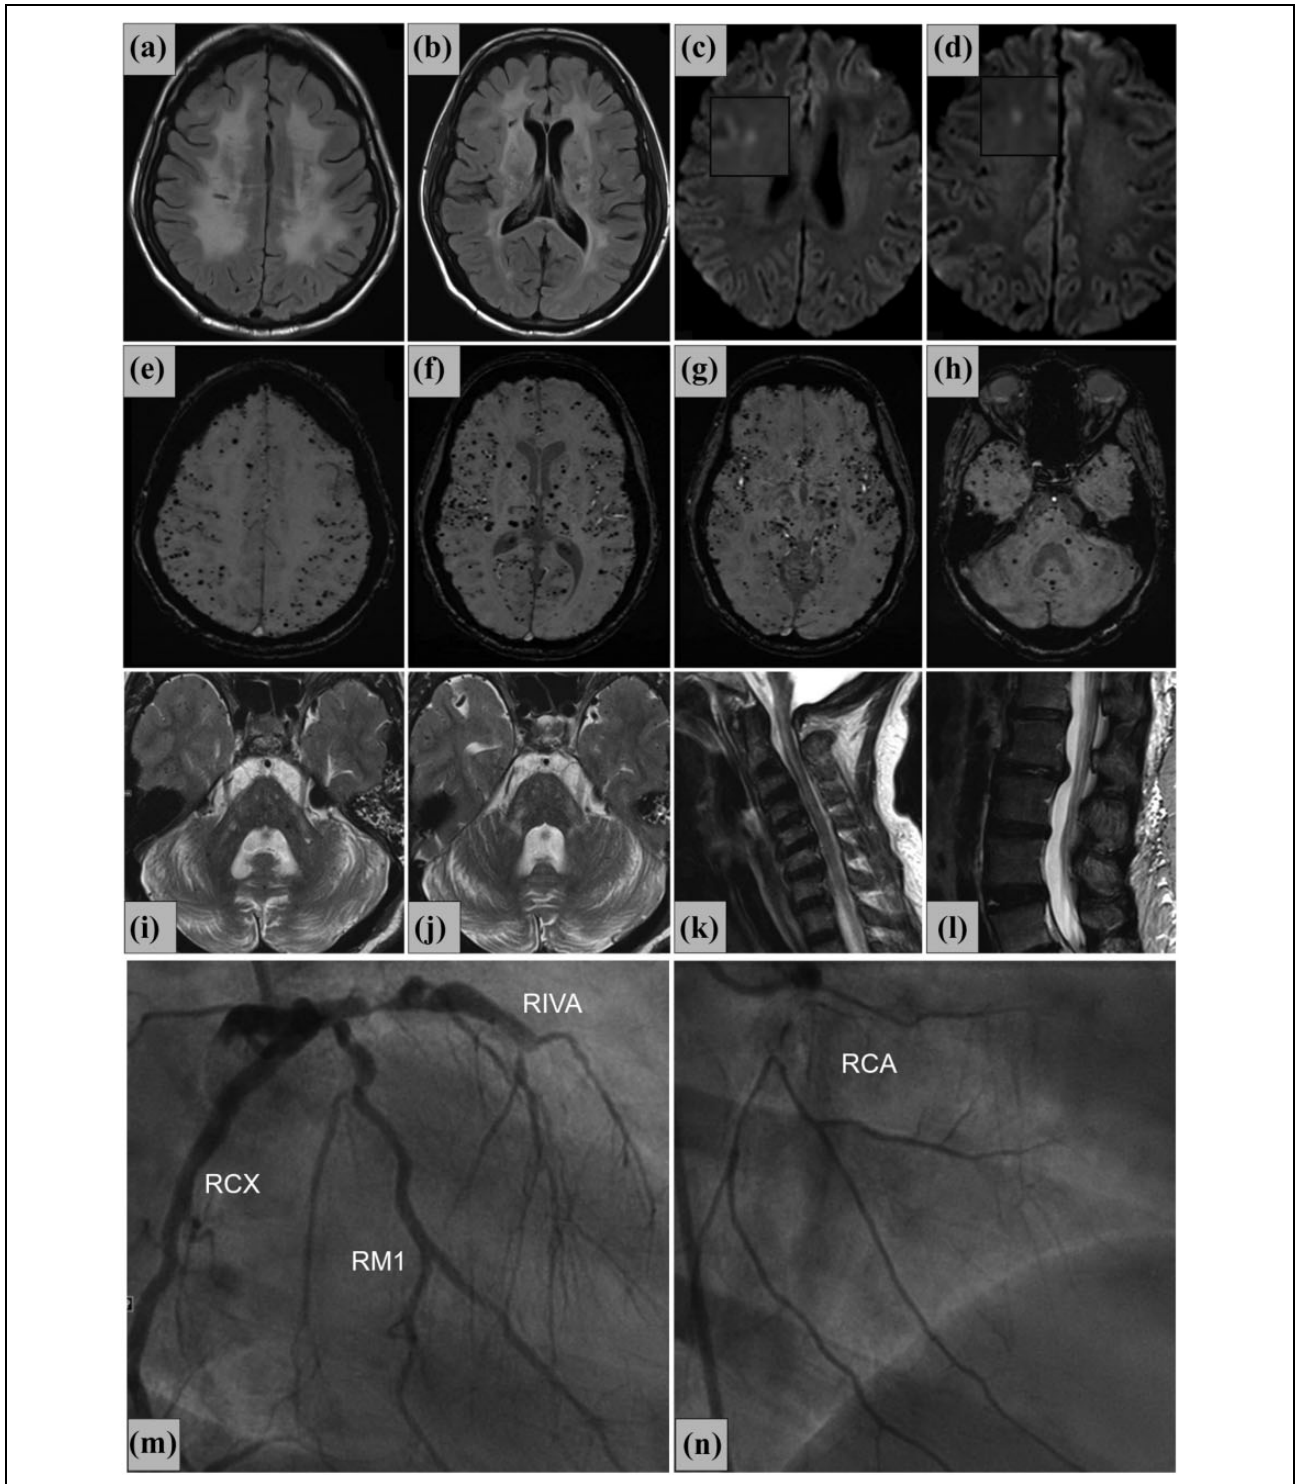 (a)
(b)
(c)
(d)
(e)
(f)
(g)
(h)
(i)
(j)
(k)
(l)
RIVA
RCX
RM1
(m)
RCA
(n)